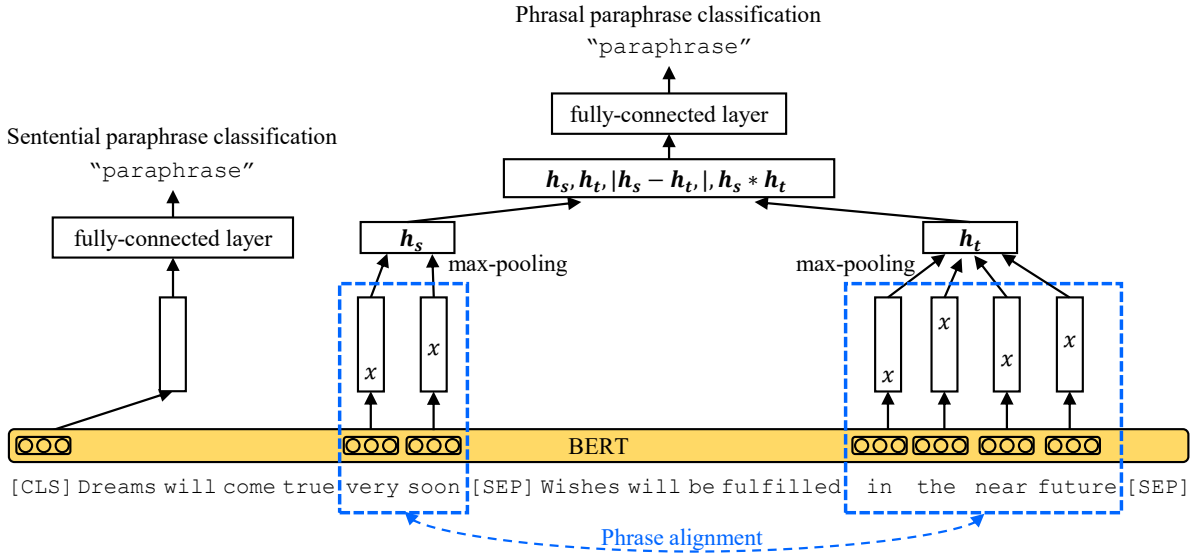 Phrasal paraphrase classification
“paraphrase”
fully-connected layer
Sentential paraphrase classification
“paraphrase”
h_s, h_t, |h_s − h_t,|, h_s * h_t
fully-connected layer
h_s
h_t
max-pooling
max-pooling
x
x
x
x
x
x
BERT
[CLS] Dreams will come true very soon [SEP] Wishes will be fulfilled in the near future [SEP]
Phrase alignment